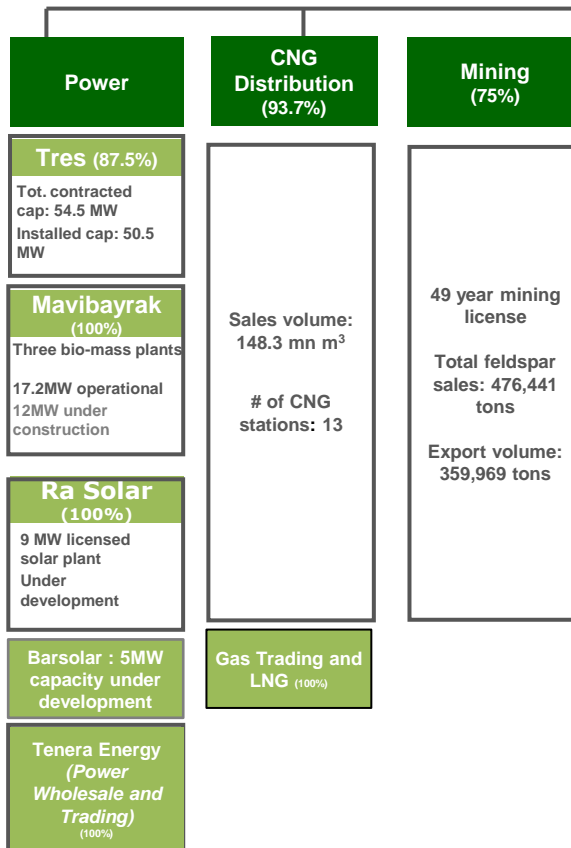 Power
Tres (87.5%)
Tot. contracted
cap: 54.5 MW
Installed cap: 50.5
MW
Mavibayrak
(100%)
Three bio-mass plants
17.2MW operational
12MW under
construction
Ra Solar
(100%)
9 MW licensed
solar plant
Under
development
Barsolar : 5MW
capacity under
development
Tenera Energy
(Power
Wholesale and
Trading)
(100%)
CNG
Distribution
(93.7%)
Sales volume:
148.3 mn m³
# of CNG
stations: 13
Gas Trading and
LNG (100%)
Mining
(75%)
49 year mining
license
Total feldspar
sales: 476,441
tons
Export volume:
359,969 tons